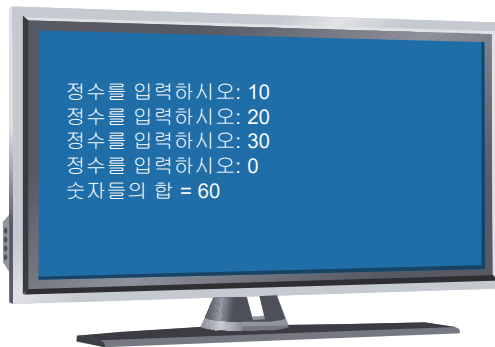 정수를 입력하시오: 10
정수를 입력하시오: 20
정수를 입력하시오: 30
정수를 입력하시오: 0
숫자들의 합 = 60